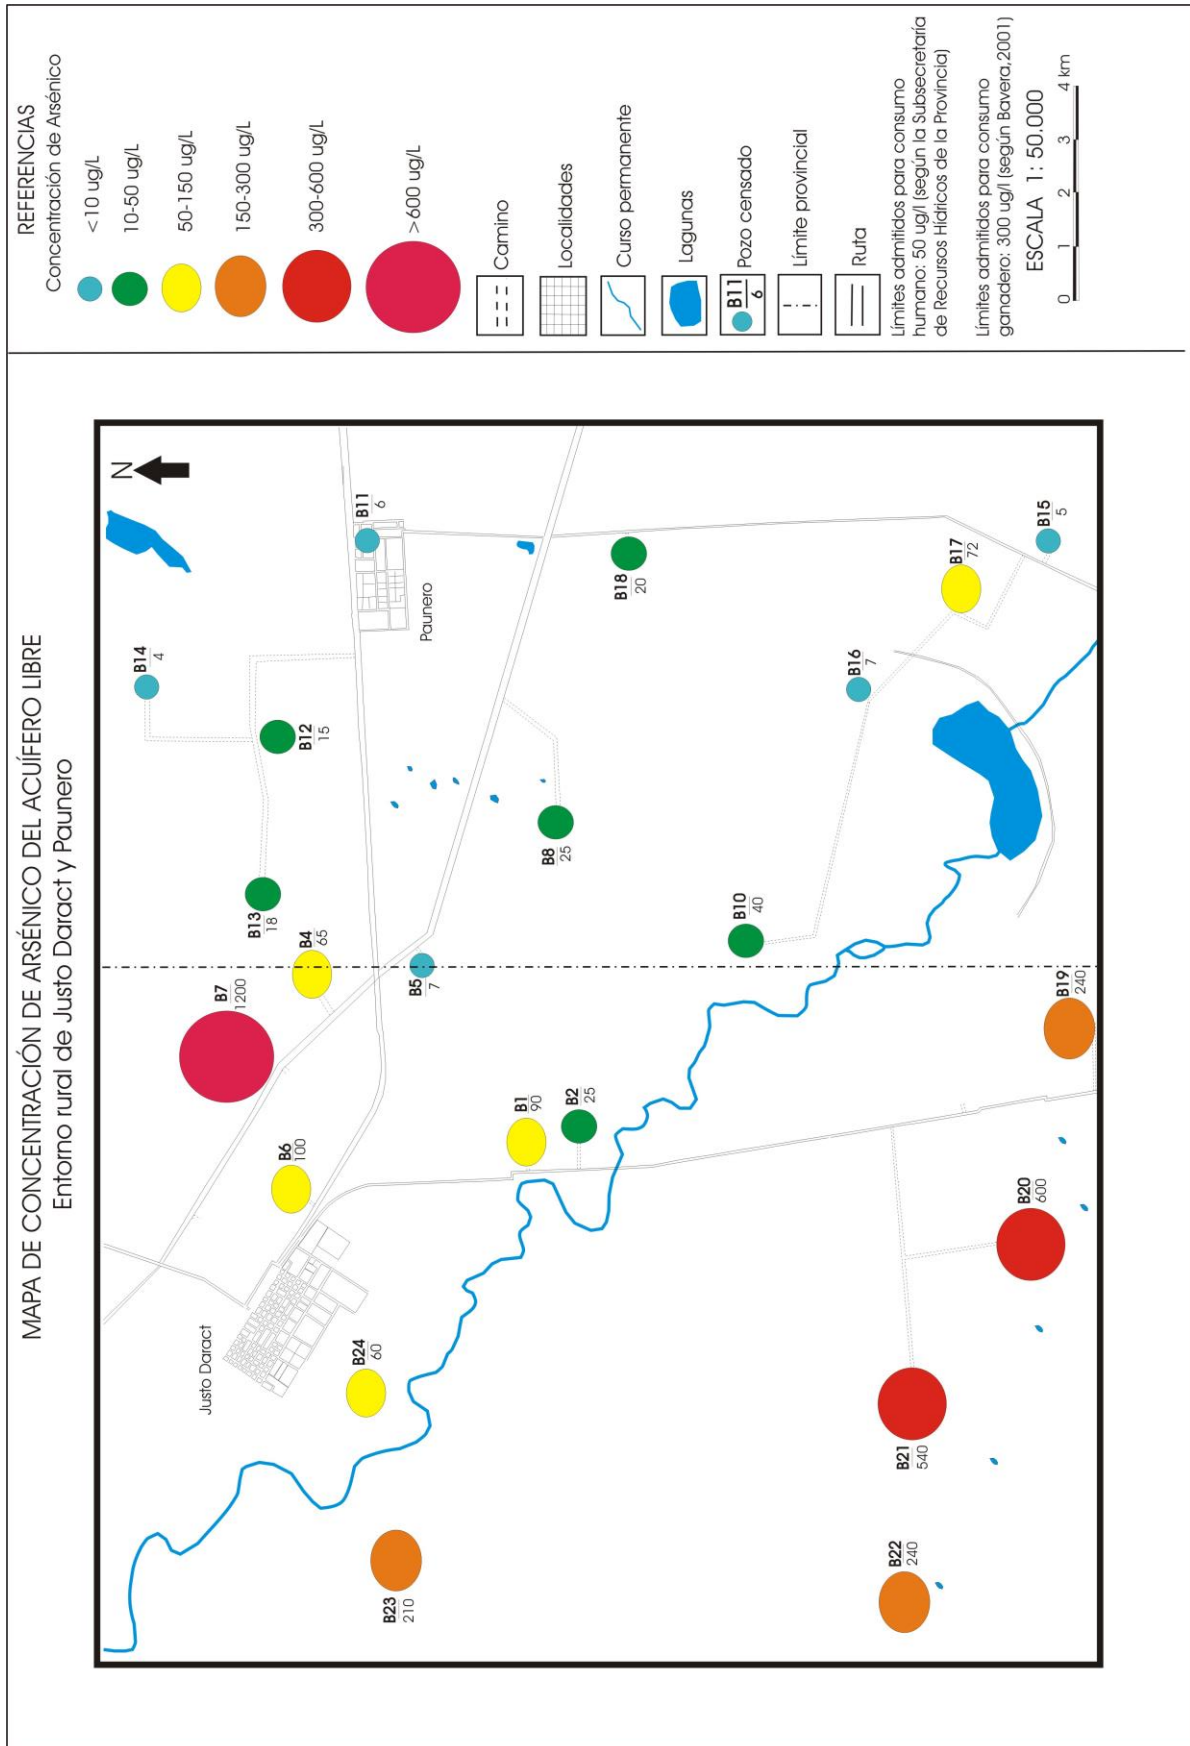 MAPA DE CONCENTRACIÓN DE ARSÉNICO DEL ACUÍFERO LIBRE
Entorno rural de Justo Daract y Paunero
N
B14
4
B12
15
B13
18
B4
65
B7
1200
B6
100
Justo Daract
B11
6
Paunero
B5
7
B24
60
B23
210
B8
25
B18
20
B1
90
B2
25
B10
40
B16
7
B17
72
B15
5
B19
240
B20
600
B21
540
B22
240
REFERENCIAS
Concentración de Arsénico
<10 ug/L
10-50 ug/L
50-150 ug/L
150-300 ug/L
300-600 ug/L
>600 ug/L
Camino
Localidades
Curso permanente
Lagunas
B11
6
Pozo censado
Límite provincial
Ruta
Límites admitidos para consumo
humano: 50 ug/l (según la Subsecretaría
de Recursos Hídricos de la Provincia)
Límites admitidos para consumo
ganadero: 300 ug/l (según Bavera,2001)
ESCALA 1: 50.000
0 1 2 3 4 km